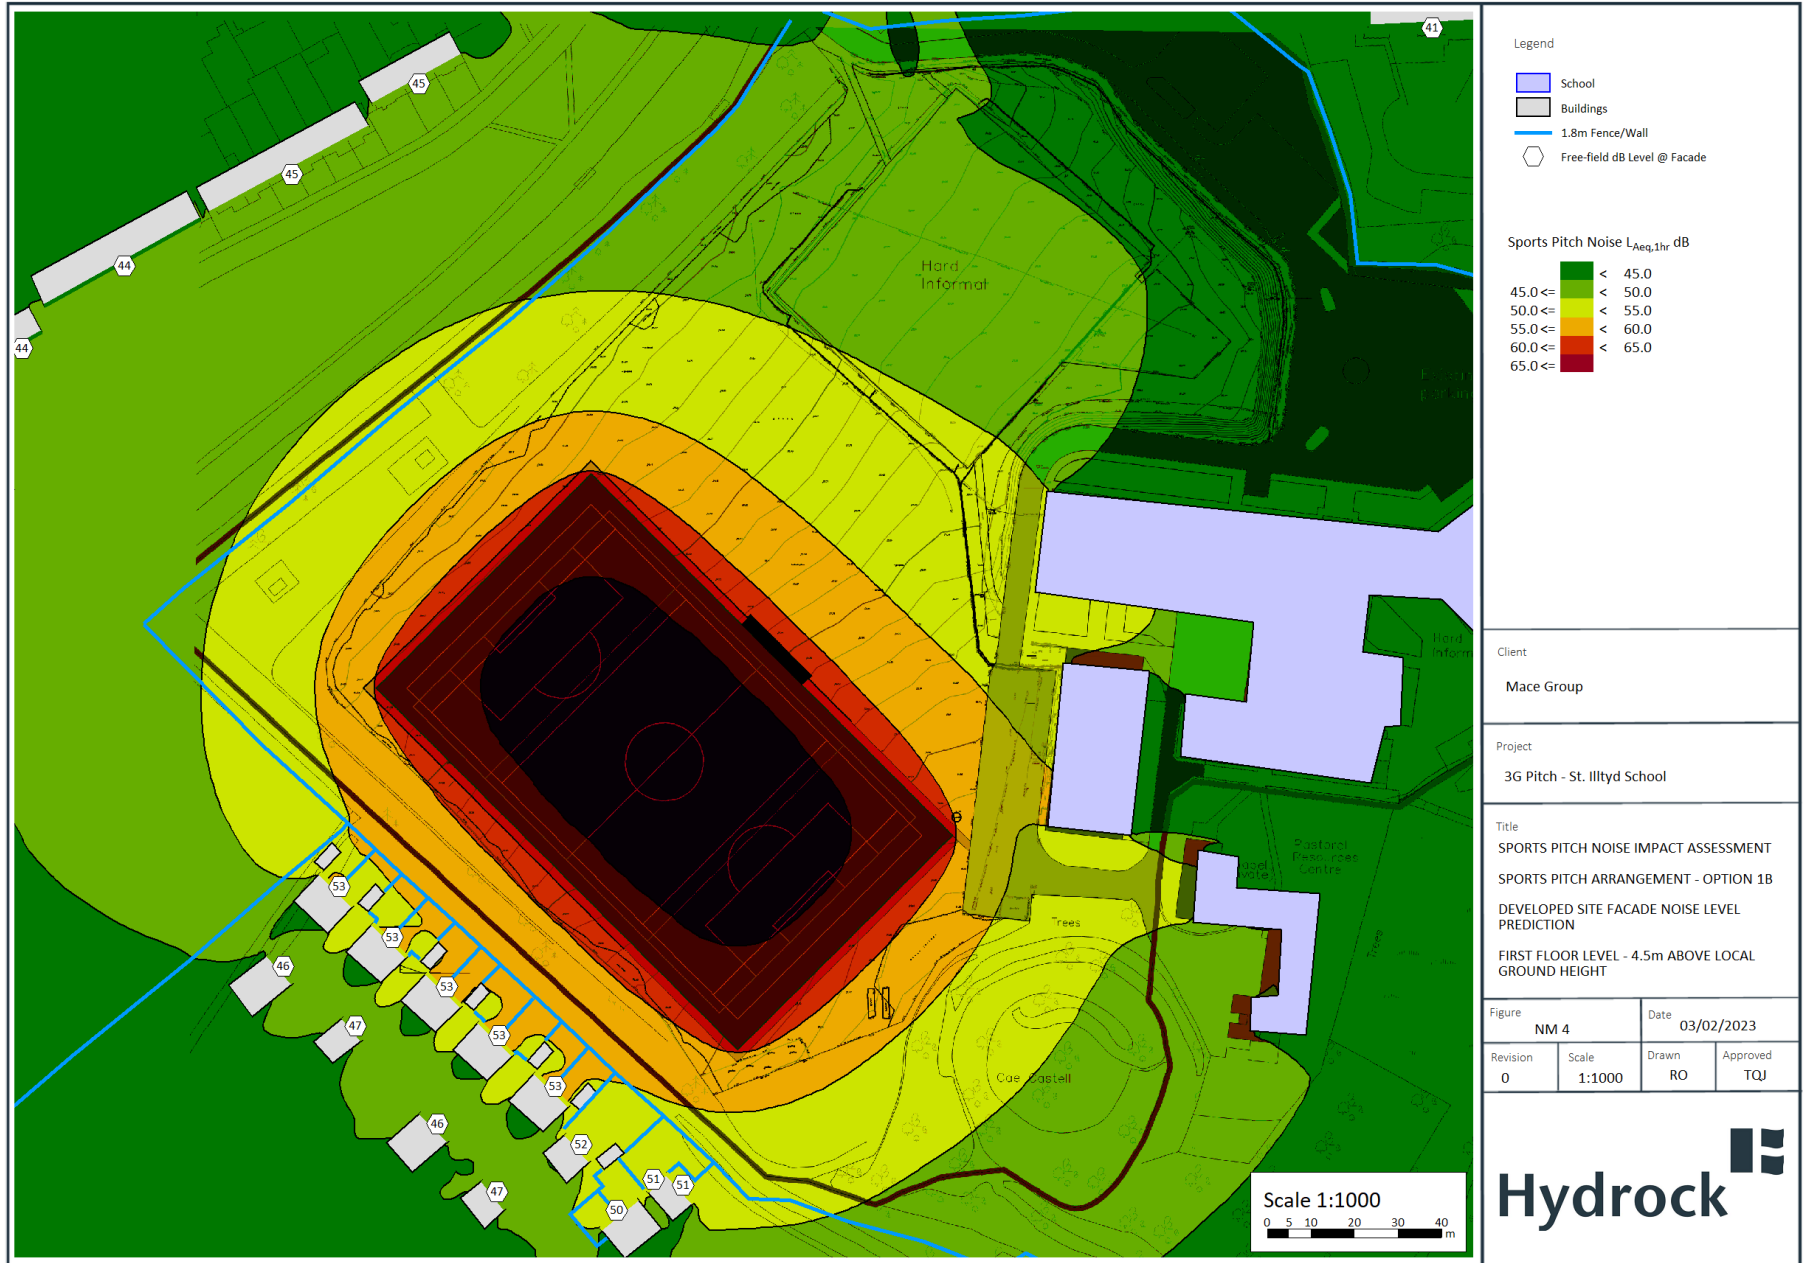 41
45
45
44
44
Hard
Informal
Hard
Inform
Pastoral
Resources
Centre
Trees
Trees
Cae Castell
53
53
53
53
53
52
51
51
50
46
47
46
47
Scale 1:1000
0 5 10 20 30 40
m
Legend
School
Buildings
1.8m Fence/Wall
Free-field dB Level @ Facade
Sports Pitch Noise LAeq,1hr dB
< 45.0
45.0 <= < 50.0
50.0 <= < 55.0
55.0 <= < 60.0
60.0 <= < 65.0
65.0 <=
Client
Mace Group
Project
3G Pitch - St. Illtyd School
Title
SPORTS PITCH NOISE IMPACT ASSESSMENT
SPORTS PITCH ARRANGEMENT - OPTION 1B
DEVELOPED SITE FACADE NOISE LEVEL
PREDICTION
FIRST FLOOR LEVEL - 4.5m ABOVE LOCAL
GROUND HEIGHT
Figure
NM 4
Date
03/02/2023
Revision
0
Scale
1:1000
Drawn
RO
Approved
TQJ
Hydrock